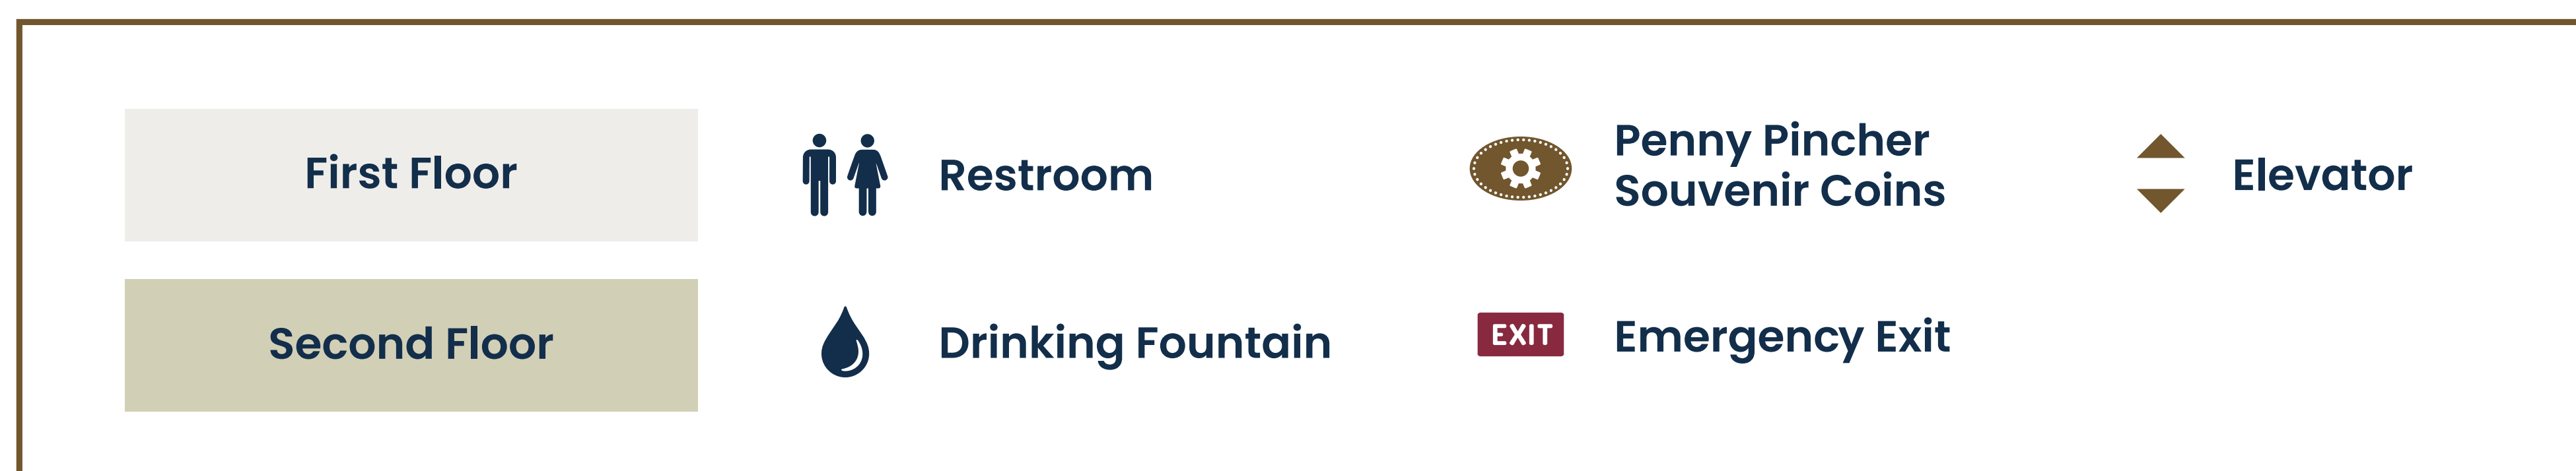 First Floor
Second Floor
Restroom
Drinking Fountain
Penny Pincher
Souvenir Coins
EXIT
Emergency Exit
Elevator